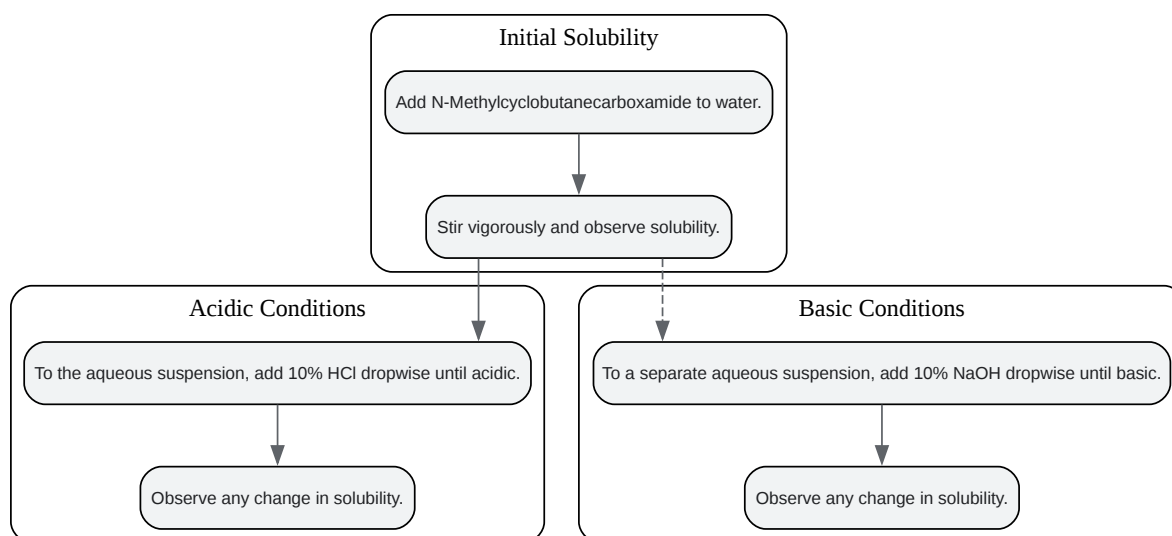 Initial Solubility
Add N-Methylcyclobutanecarboxamide to water.
Stir vigorously and observe solubility.
Acidic Conditions
To the aqueous suspension, add 10% HCl dropwise until acidic.
Observe any change in solubility.
Basic Conditions
To a separate aqueous suspension, add 10% NaOH dropwise until basic.
Observe any change in solubility.